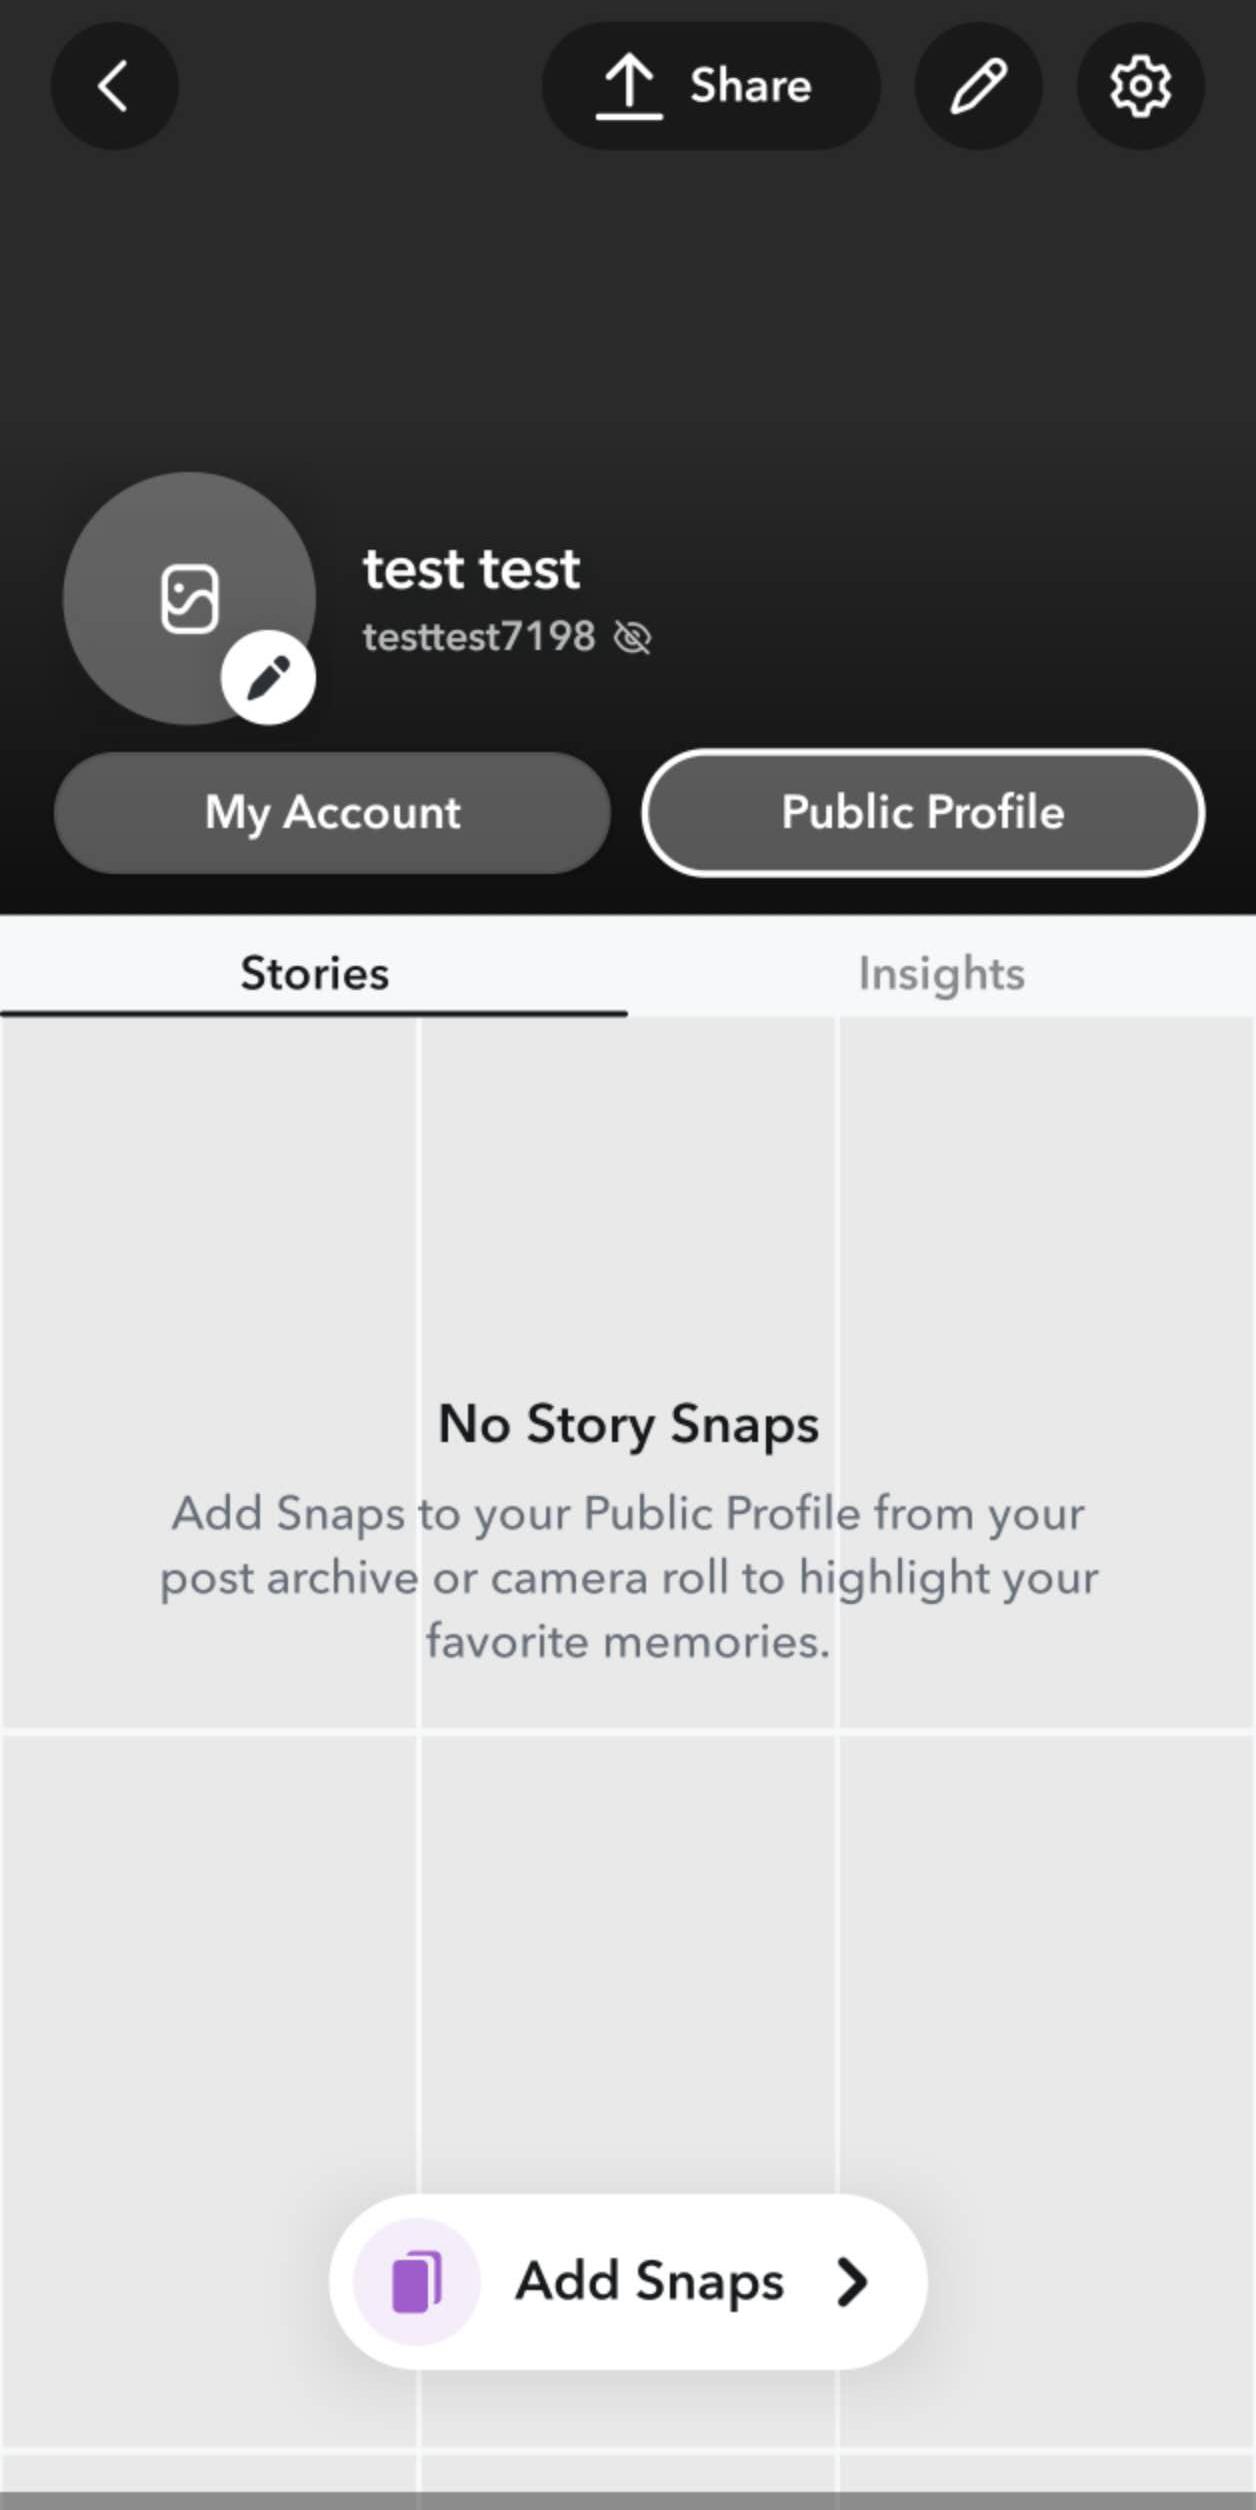 Share
test test
testtest7198
My Account
Public Profile
Stories
Insights
No Story Snaps
Add Snaps to your Public Profile from your
post archive or camera roll to highlight your
favorite memories.
Add Snaps